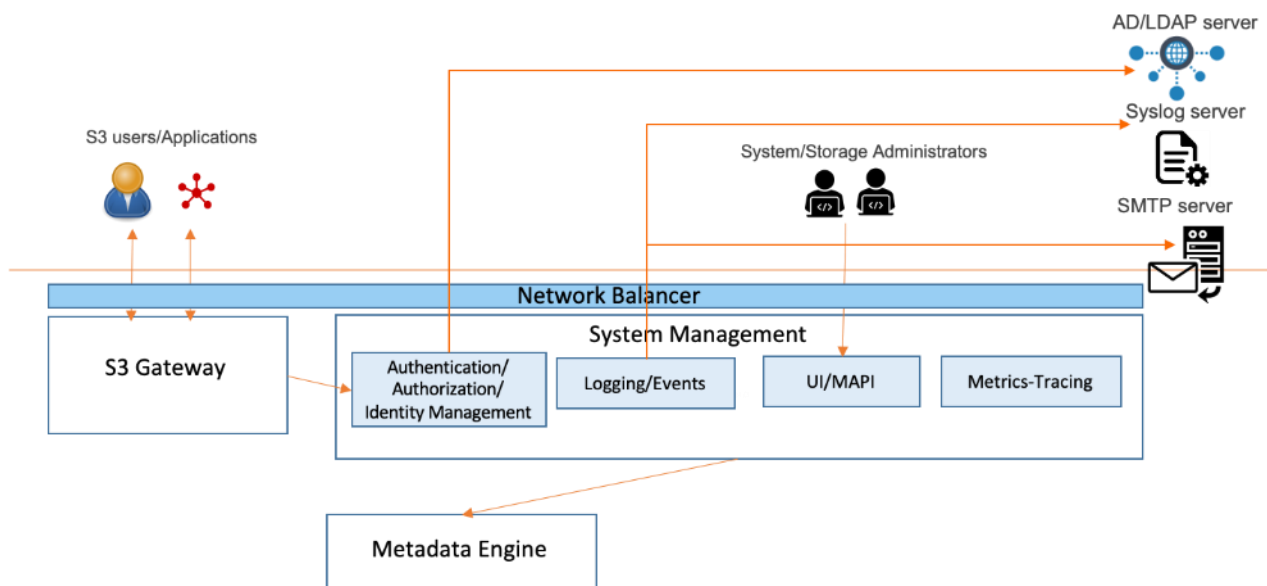 AD/LDAP server
S3 users/Applications
Syslog server
System/Storage Administrators
SMTP server
Network Balancer
S3 Gateway
System Management
Authentication/
Authorization/
Identity Management
Logging/Events
UI/MAPI
Metrics-Tracing
Metadata Engine